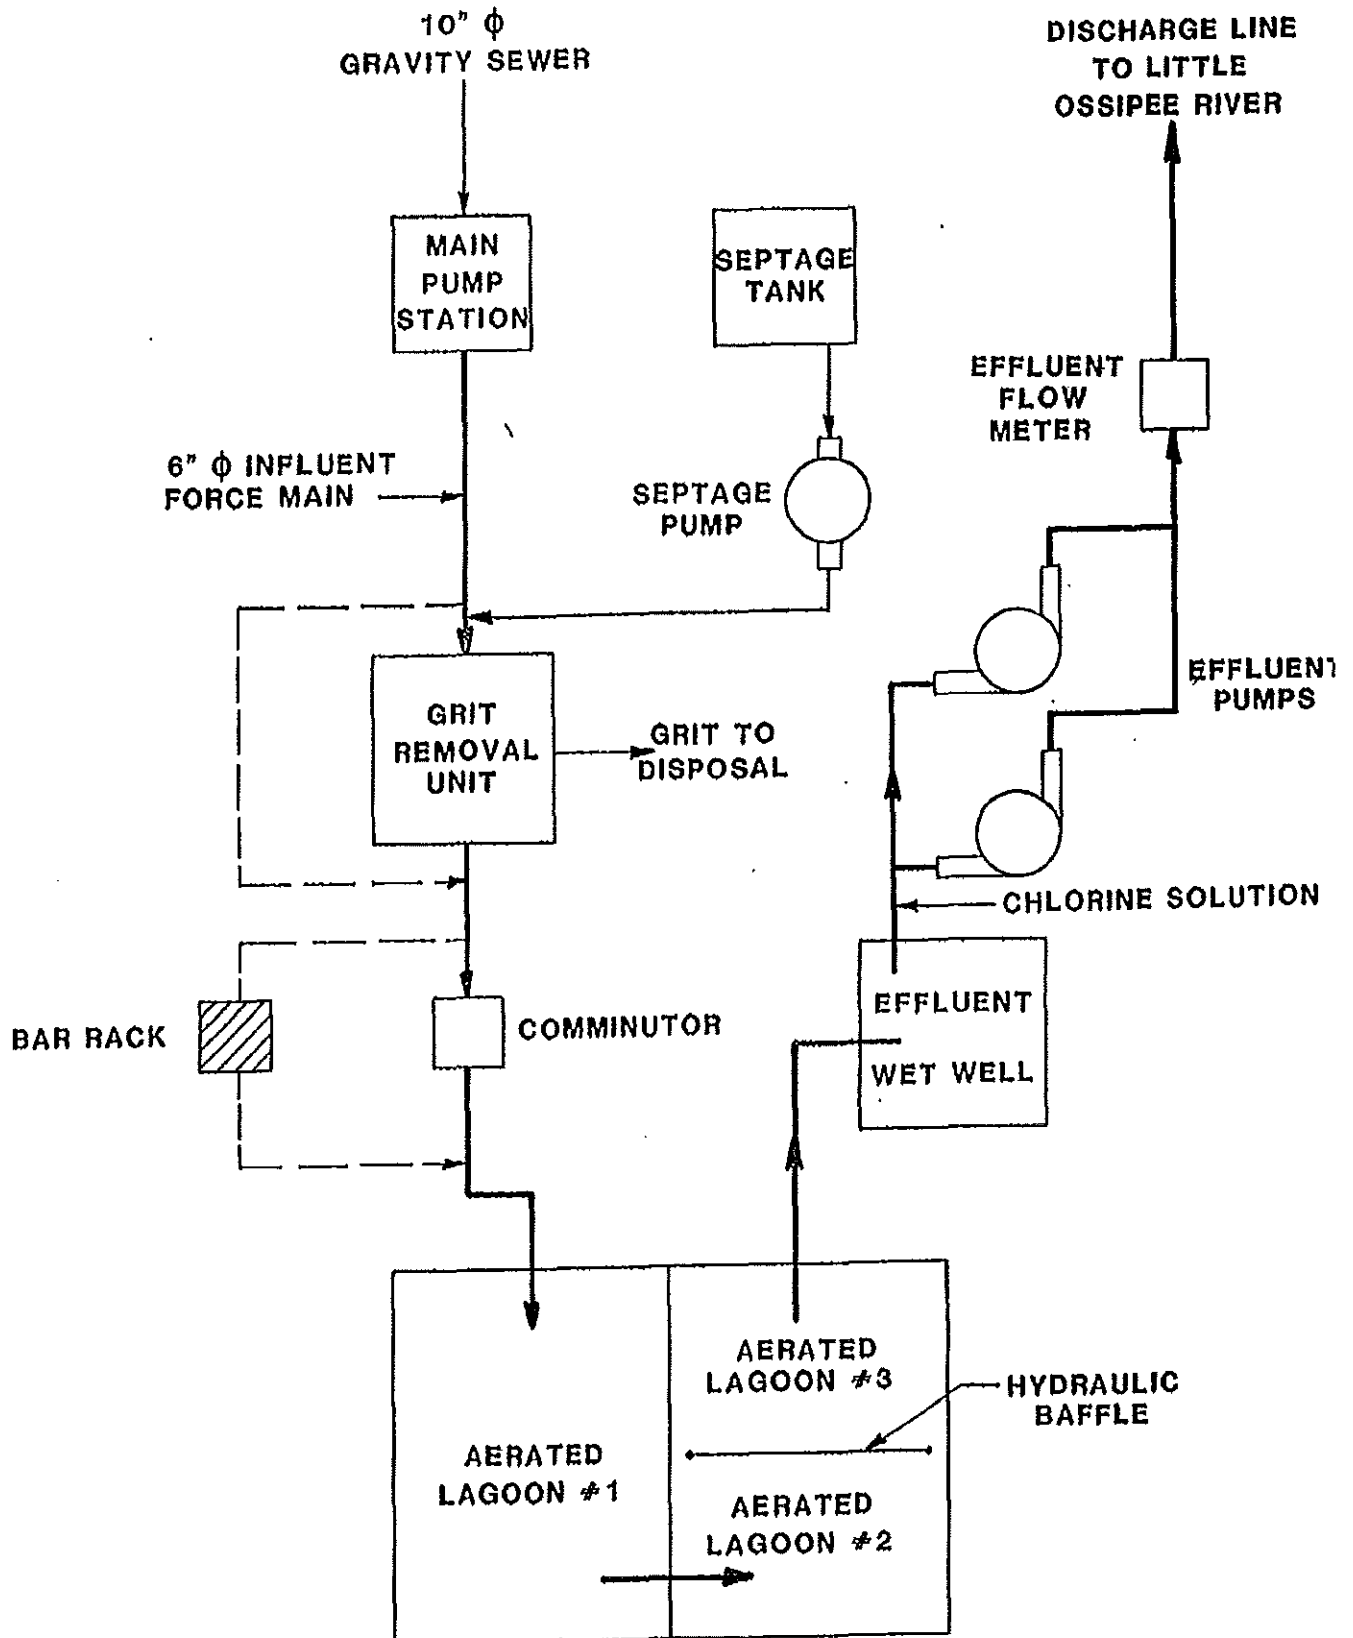 10" ϕ
GRAVITY SEWER
DISCHARGE LINE
TO LITTLE
OSSIPEE RIVER
MAIN
PUMP
STATION
SEPTAGE
TANK
EFFLUENT
FLOW
METER
6" ϕ INFLUENT
FORCE MAIN
SEPTAGE
PUMP
EFFLUENT
PUMPS
GRIT
REMOVAL
UNIT
GRIT TO
DISPOSAL
CHLORINE SOLUTION
BAR RACK
COMMINUTOR
EFFLUENT
WET WELL
AERATED
LAGOON #3
HYDRAULIC
BAFFLE
AERATED
LAGOON #1
AERATED
LAGOON #2